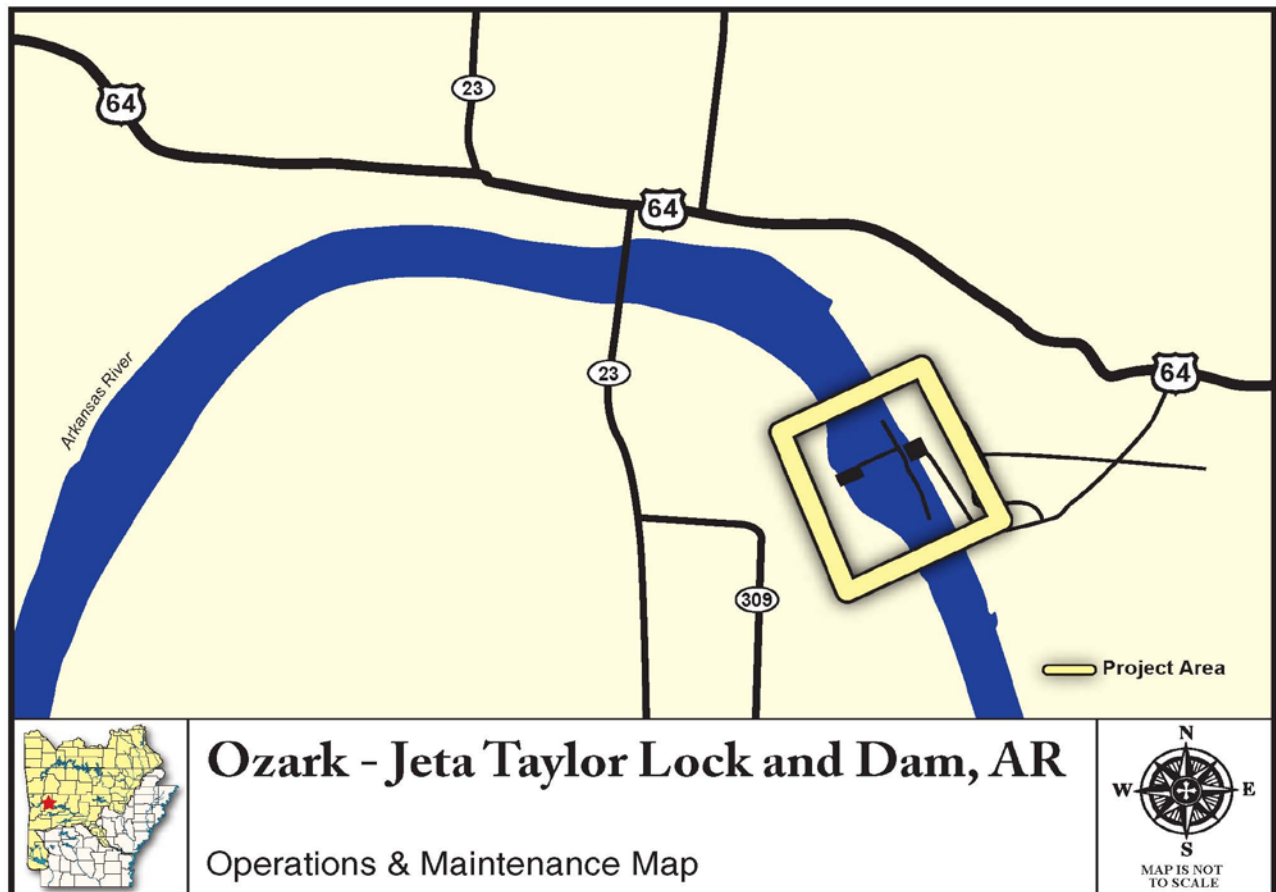 64
23
64
Arkansas River
23
64
309
Project Area
Ozark - Jeta Taylor Lock and Dam, AR
Operations & Maintenance Map
N
W
E
S
MAP IS NOT
TO SCALE